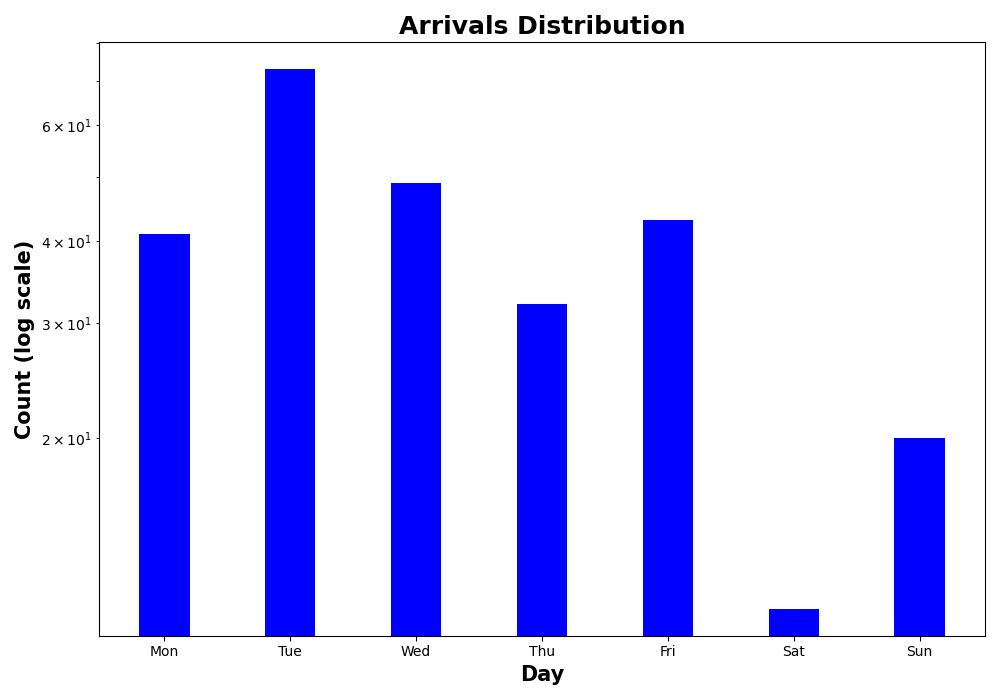 Arrivals Distribution
Count (log scale)
6 × 10¹
4 × 10¹
3 × 10¹
2 × 10¹
Mon Tue Wed Thu Fri Sat Sun
Day